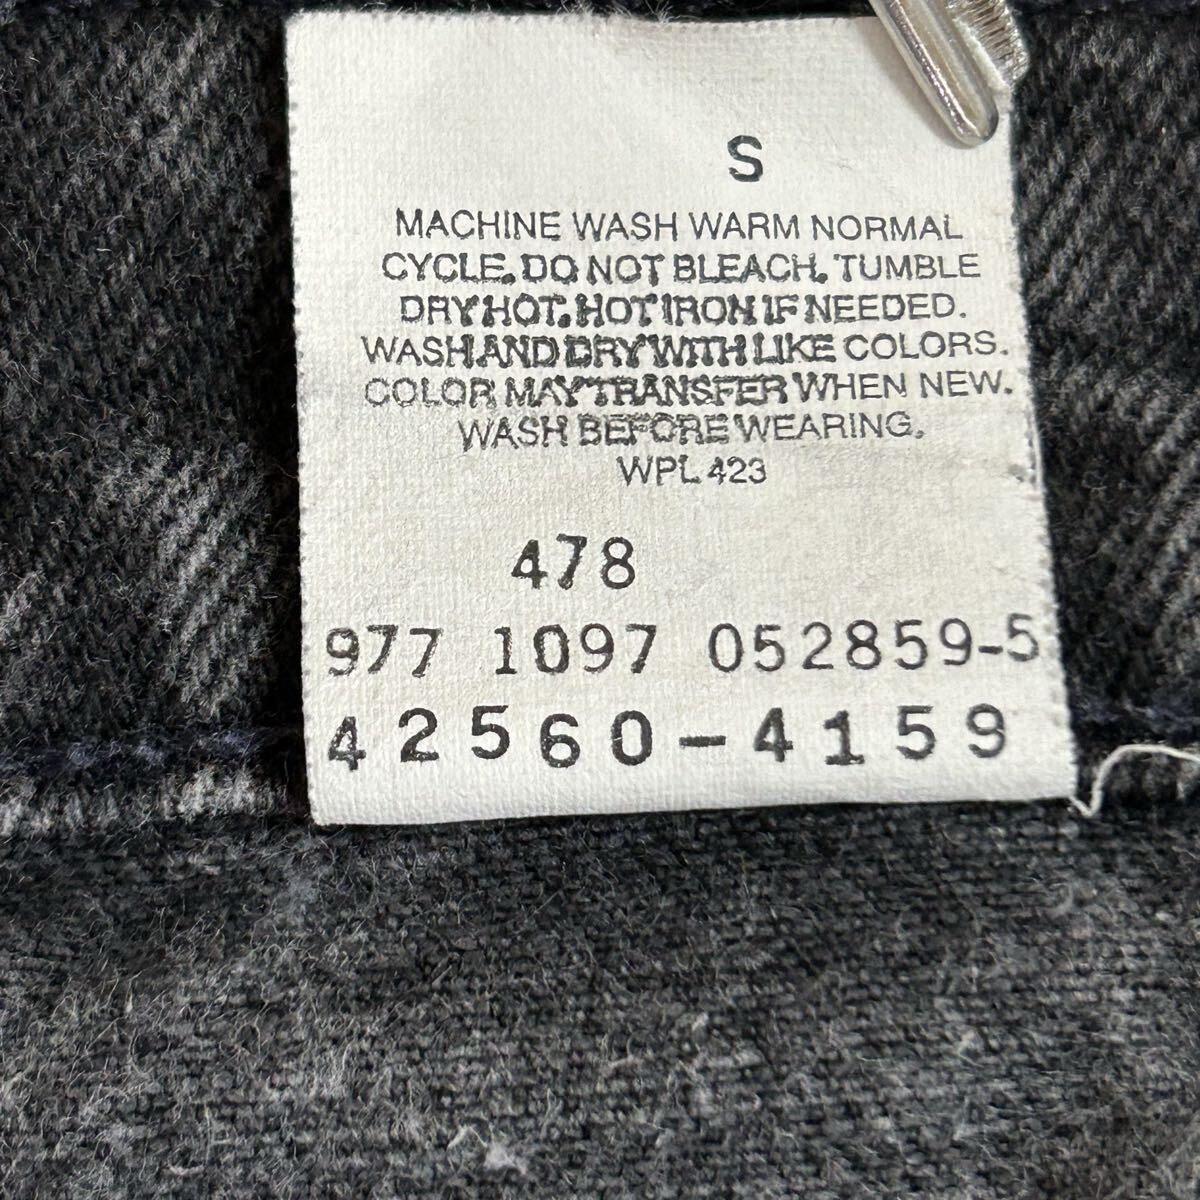 S
MACHINE WASH WARM NORMAL
CYCLE. DO NOT BLEACH. TUMBLE
DRY HOT. HOT IRON IF NEEDED.
WASH AND DRY WITH LIKE COLORS.
COLOR MAY TRANSFER WHEN NEW.
WASH BEFORE WEARING.
WPL 423
478
977 1097 052859-5
42560-4159